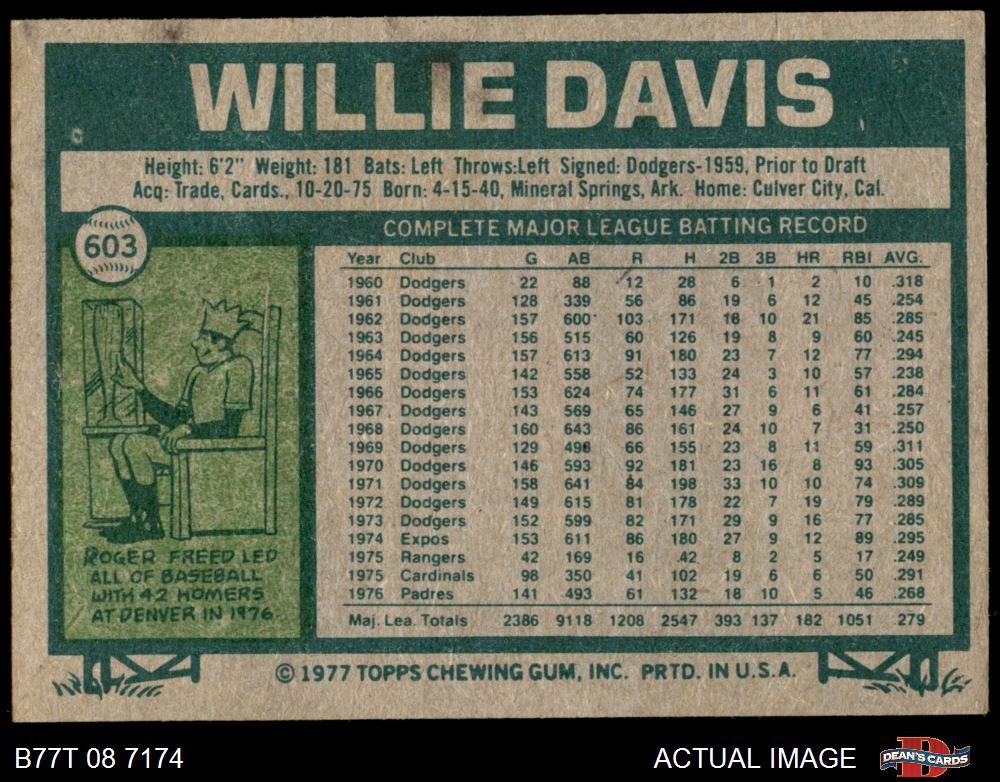 WILLIE DAVIS
Height: 6'2" Weight: 181 Bats: Left Throws:Left Signed: Dodgers-1959, Prior to Draft
Acq: Trade, Cards., 10-20-75 Born: 4-15-40, Mineral Springs, Ark. Home: Culver City, Cal.
603
COMPLETE MAJOR LEAGUE BATTING RECORD
Year Club G AB R H 2B 3B HR RBI AVG.
1960 Dodgers 22 88 12 28 6 1 2 10 .318
1961 Dodgers 128 339 56 86 19 6 12 45 .254
1962 Dodgers 157 600 103 171 18 10 21 85 .285
1963 Dodgers 156 515 60 126 19 8 9 60 .245
1964 Dodgers 157 613 91 180 23 7 12 77 .294
1965 Dodgers 142 558 52 133 24 3 10 57 .238
1966 Dodgers 153 624 74 177 31 6 11 61 .284
1967 Dodgers 143 569 65 146 27 9 6 41 .257
1968 Dodgers 160 643 86 161 24 10 7 31 .250
1969 Dodgers 129 498 66 155 23 8 11 59 .311
1970 Dodgers 146 593 92 181 23 16 8 93 .305
1971 Dodgers 158 641 84 198 33 10 10 74 .309
1972 Dodgers 149 615 81 178 22 7 19 79 .289
1973 Dodgers 152 599 82 171 29 9 16 77 .285
1974 Expos 153 611 86 180 27 9 12 89 .295
1975 Rangers 42 169 16 42 8 2 5 17 .249
1975 Cardinals 98 350 41 102 19 6 6 50 .291
1976 Padres 141 493 61 132 18 10 5 46 .268
Maj. Lea. Totals 2386 9118 1208 2547 393 137 182 1051 .279
ROGER FREED LED
ALL OF BASEBALL
WITH 42 HOMERS
AT DENVER IN 1976
© 1977 TOPPS CHEWING GUM, INC. PRTD. IN U.S.A.
B77T 08 7174
ACTUAL IMAGE
D
DEAN'S CARDS